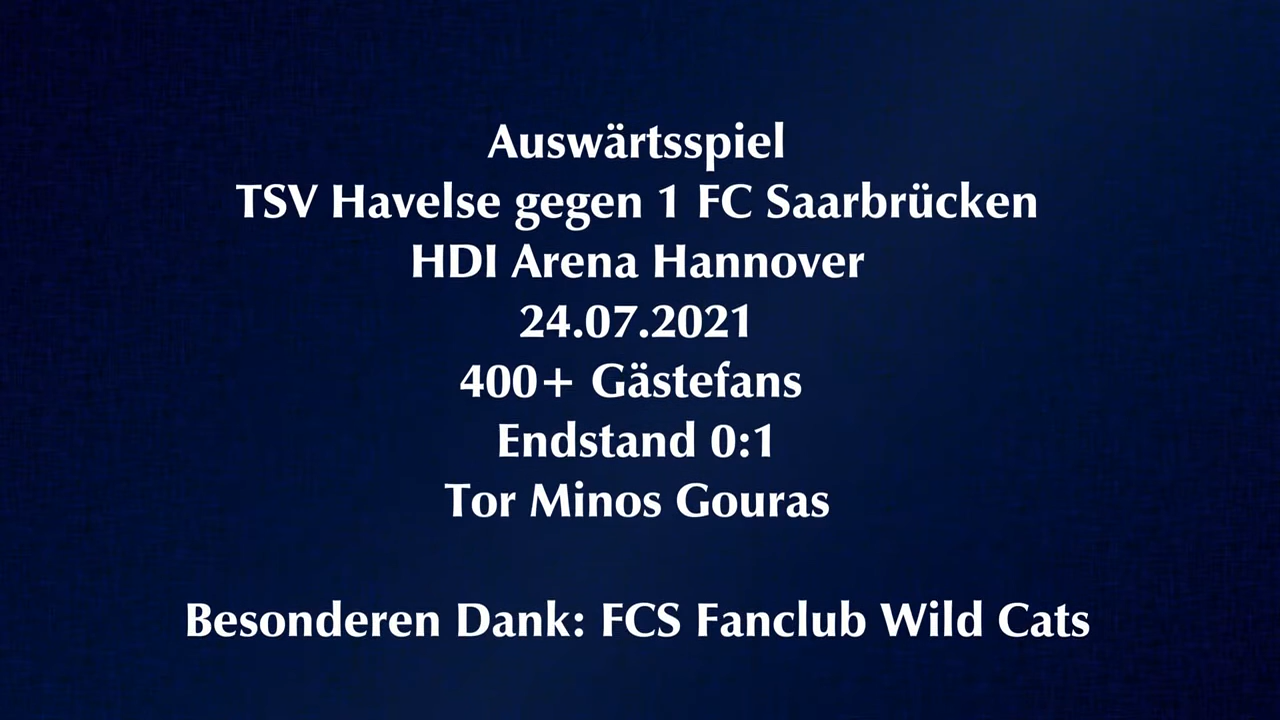 Auswärtsspiel
TSV Havelse gegen 1 FC Saarbrücken
HDI Arena Hannover
24.07.2021
400+ Gästefans
Endstand 0:1
Tor Minos Gouras
Besonderen Dank: FCS Fanclub Wild Cats